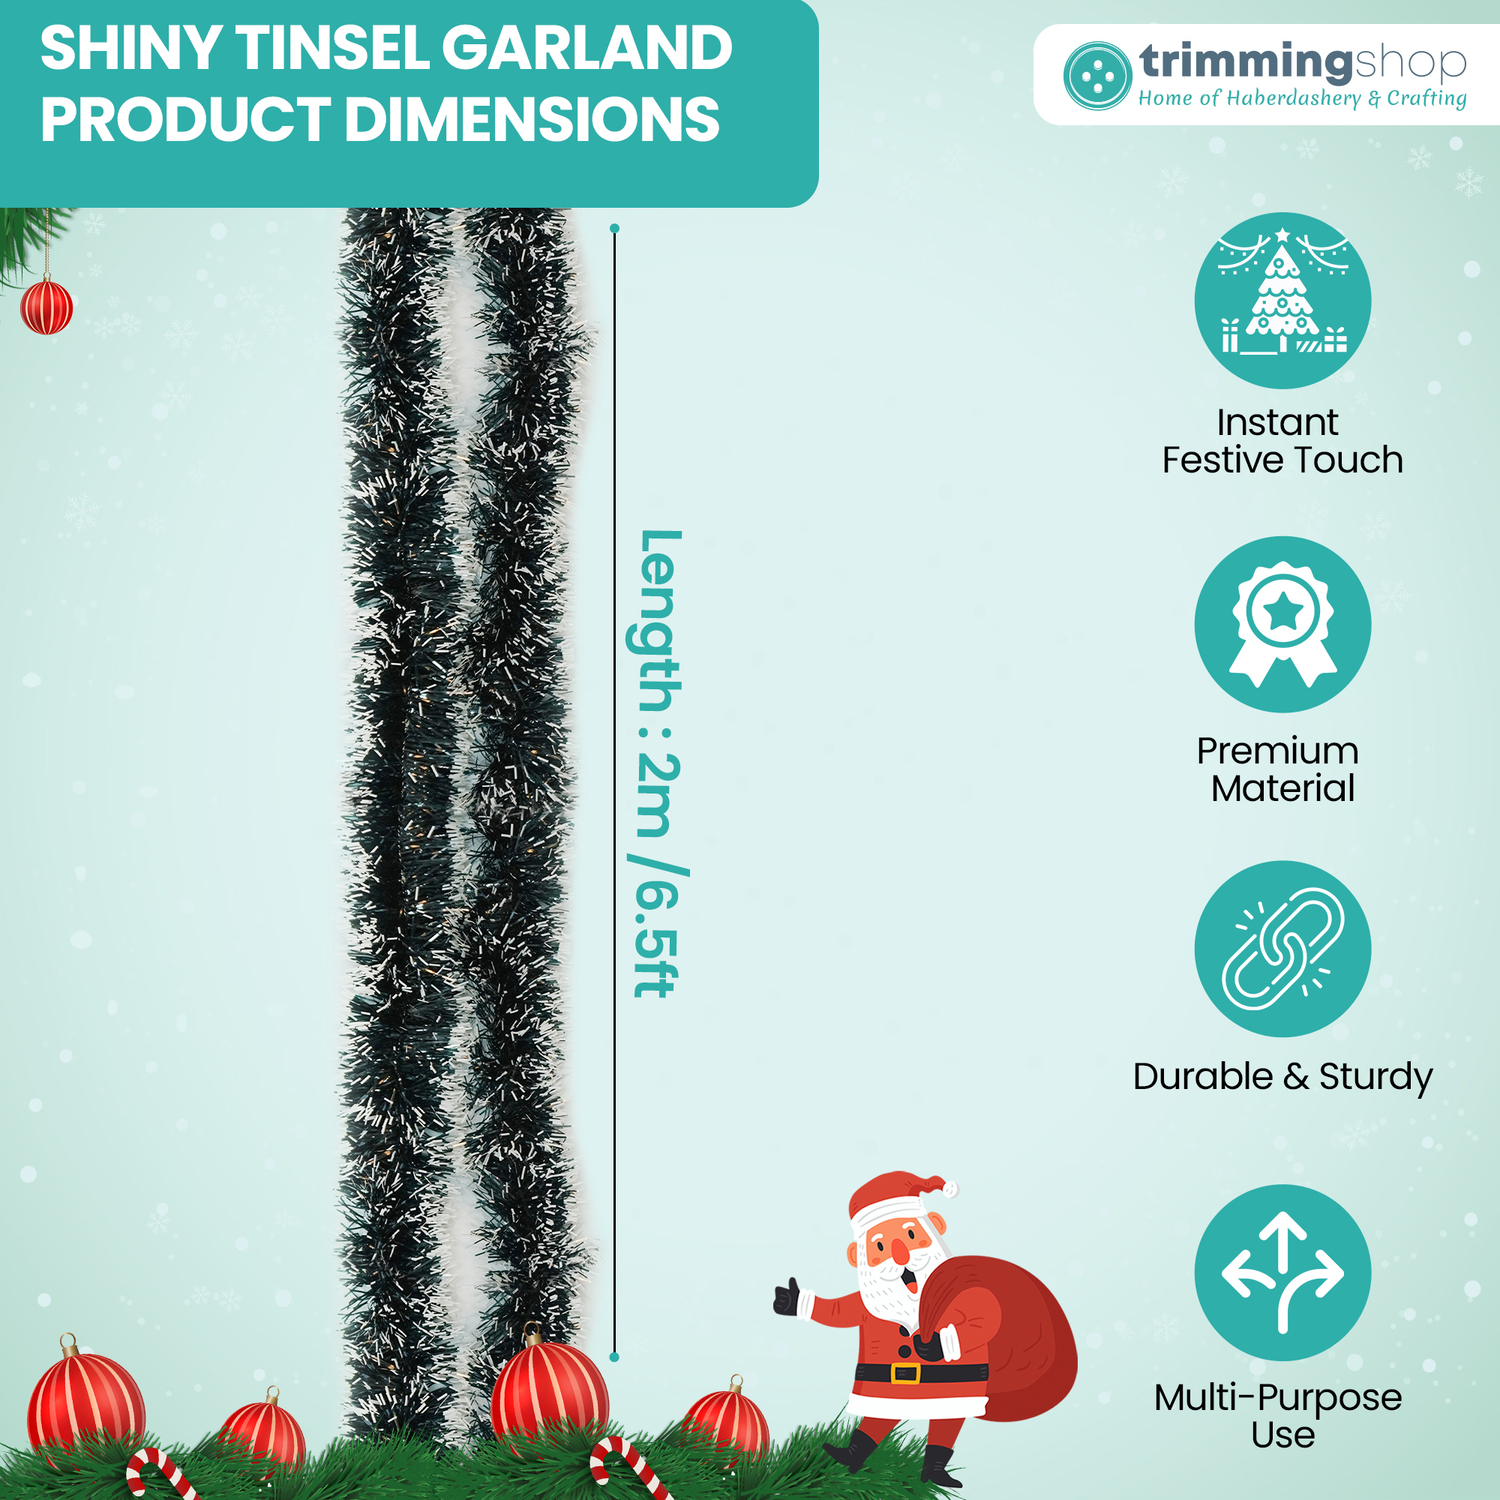 SHINY TINSEL GARLAND
PRODUCT DIMENSIONS
trimmingshop
Home of Haberdashery & Crafting
Length : 2m /6.5ft
Instant
Festive Touch
Premium
Material
Durable & Sturdy
Multi-Purpose
Use